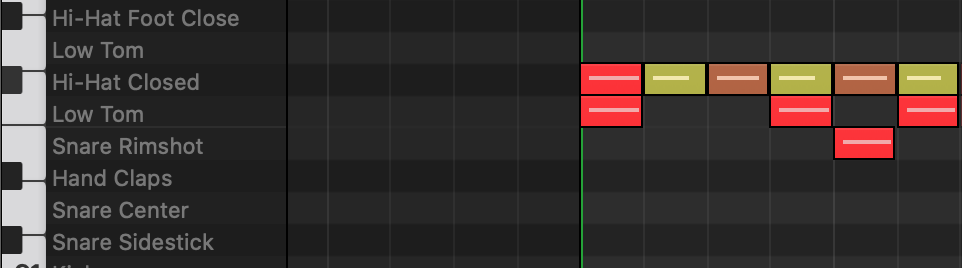 Hi-Hat Foot Close
Low Tom
Hi-Hat Closed
Low Tom
Snare Rimshot
Hand Claps
Snare Center
Snare Sidestick